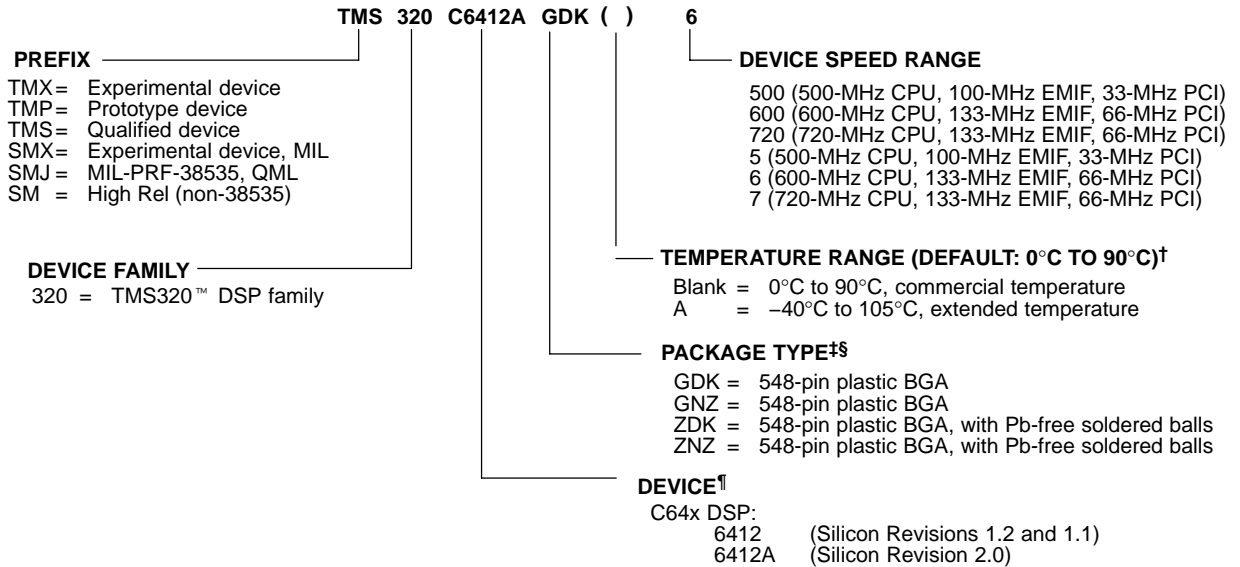 TMS 320 C6412A GDK ( ) 6
PREFIX
TMX = Experimental device
TMP = Prototype device
TMS = Qualified device
SMX = Experimental device, MIL
SMJ = MIL-PRF-38535, QML
SM = High Rel (non-38535)
DEVICE SPEED RANGE
500 (500-MHz CPU, 100-MHz EMIF, 33-MHz PCI)
600 (600-MHz CPU, 133-MHz EMIF, 66-MHz PCI)
720 (720-MHz CPU, 133-MHz EMIF, 66-MHz PCI)
5 (500-MHz CPU, 100-MHz EMIF, 33-MHz PCI)
6 (600-MHz CPU, 133-MHz EMIF, 66-MHz PCI)
7 (720-MHz CPU, 133-MHz EMIF, 66-MHz PCI)
DEVICE FAMILY
320 = TMS320™ DSP family
TEMPERATURE RANGE (DEFAULT: 0°C TO 90°C)†
Blank = 0°C to 90°C, commercial temperature
A = −40°C to 105°C, extended temperature
PACKAGE TYPE‡§
GDK = 548-pin plastic BGA
GNZ = 548-pin plastic BGA
ZDK = 548-pin plastic BGA, with Pb-free soldered balls
ZNZ = 548-pin plastic BGA, with Pb-free soldered balls
DEVICE¶
C64x DSP:
6412 (Silicon Revisions 1.2 and 1.1)
6412A (Silicon Revision 2.0)